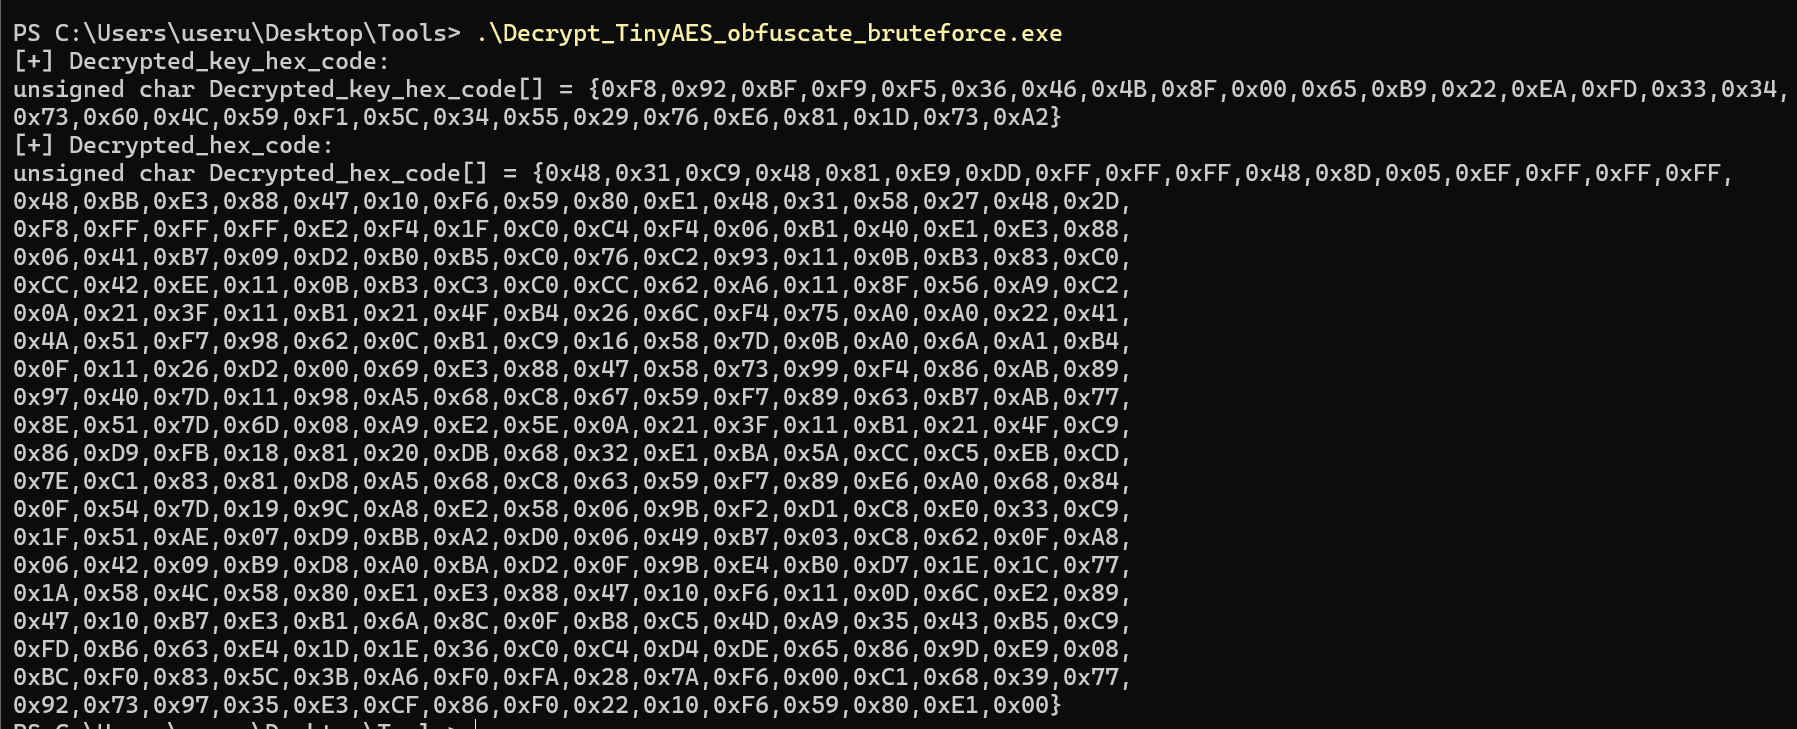 PS C:\Users\useru\Desktop\Tools> .\Decrypt_TinyAES_obfuscate_bruteforce.exe
[+] Decrypted_key_hex_code:
unsigned char Decrypted_key_hex_code[] = {0xF8,0x92,0xBF,0xF9,0xF5,0x36,0x46,0x4B,0x8F,0x00,0x65,0xB9,0x22,0xEA,0xFD,0x33,0x34,
0x73,0x60,0x4C,0x59,0xF1,0x5C,0x34,0x55,0x29,0x76,0xE6,0x81,0x1D,0x73,0xA2}
[+] Decrypted_hex_code:
unsigned char Decrypted_hex_code[] = {0x48,0x31,0xC9,0x48,0x81,0xE9,0xDD,0xFF,0xFF,0xFF,0x48,0x8D,0x05,0xEF,0xFF,0xFF,0xFF,
0x48,0xBB,0xE3,0x88,0x47,0x10,0xF6,0x59,0x80,0xE1,0x48,0x31,0x58,0x27,0x48,0x2D,
0xF8,0xFF,0xFF,0xFF,0xE2,0xF4,0x1F,0xC0,0xC4,0xF4,0x06,0xB1,0x40,0xE1,0xE3,0x88,
0x06,0x41,0xB7,0x09,0xD2,0xB0,0xB5,0xC0,0x76,0xC2,0x93,0x11,0x0B,0xB3,0x83,0xC0,
0xCC,0x42,0xEE,0x11,0x0B,0xB3,0xC3,0xC0,0xCC,0x62,0xA6,0x11,0x8F,0x56,0xA9,0xC2,
0x0A,0x21,0x3F,0x11,0xB1,0x21,0x4F,0xB4,0x26,0x6C,0xF4,0x75,0xA0,0xA0,0x22,0x41,
0x4A,0x51,0xF7,0x98,0x62,0x0C,0xB1,0xC9,0x16,0x58,0x7D,0x0B,0xA0,0x6A,0xA1,0xB4,
0x0F,0x11,0x26,0xD2,0x00,0x69,0xE3,0x88,0x47,0x58,0x73,0x99,0xF4,0x86,0xAB,0x89,
0x97,0x40,0x7D,0x11,0x98,0xA5,0x68,0xC8,0x67,0x59,0xF7,0x89,0x63,0xB7,0xAB,0x77,
0x8E,0x51,0x7D,0x6D,0x08,0xA9,0xE2,0x5E,0x0A,0x21,0x3F,0x11,0xB1,0x21,0x4F,0xC9,
0x86,0xD9,0xFB,0x18,0x81,0x20,0xDB,0x68,0x32,0xE1,0xBA,0x5A,0xCC,0xC5,0xEB,0xCD,
0x7E,0xC1,0x83,0x81,0xD8,0xA5,0x68,0xC8,0x63,0x59,0xF7,0x89,0xE6,0xA0,0x68,0x84,
0x0F,0x54,0x7D,0x19,0x9C,0xA8,0xE2,0x58,0x06,0x9B,0xF2,0xD1,0xC8,0xE0,0x33,0xC9,
0x1F,0x51,0xAE,0x07,0xD9,0xBB,0xA2,0xD0,0x06,0x49,0xB7,0x03,0xC8,0x62,0x0F,0xA8,
0x06,0x42,0x09,0xB9,0xD8,0xA0,0xBA,0xD2,0x0F,0x9B,0xE4,0xB0,0xD7,0x1E,0x1C,0x77,
0x1A,0x58,0x4C,0x58,0x80,0xE1,0xE3,0x88,0x47,0x10,0xF6,0x11,0x0D,0x6C,0xE2,0x89,
0x47,0x10,0xB7,0xE3,0xB1,0x6A,0x8C,0x0F,0xB8,0xC5,0x4D,0xA9,0x35,0x43,0xB5,0xC9,
0xFD,0xB6,0x63,0xE4,0x1D,0x1E,0x36,0xC0,0xC4,0xD4,0xDE,0x65,0x86,0x9D,0xE9,0x08,
0xBC,0xF0,0x83,0x5C,0x3B,0xA6,0xF0,0xFA,0x28,0x7A,0xF6,0x00,0xC1,0x68,0x39,0x77,
0x92,0x73,0x97,0x35,0xE3,0xCF,0x86,0xF0,0x22,0x10,0xF6,0x59,0x80,0xE1,0x00}